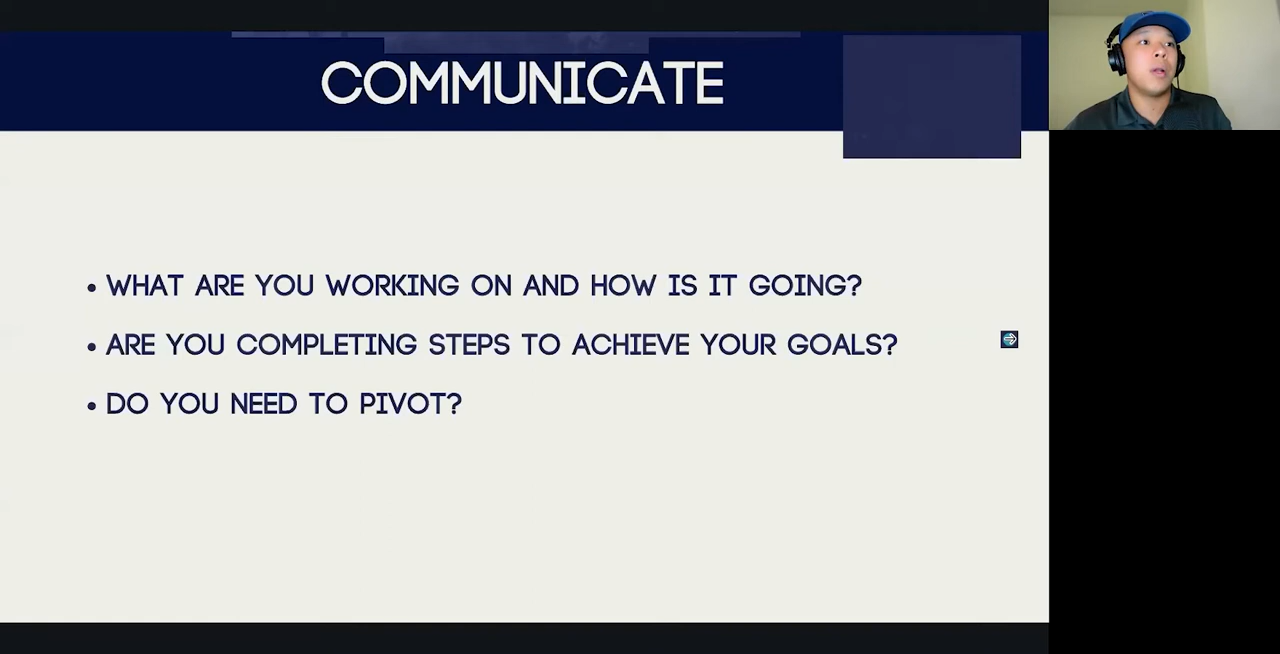 COMMUNICATE
• WHAT ARE YOU WORKING ON AND HOW IS IT GOING?
• ARE YOU COMPLETING STEPS TO ACHIEVE YOUR GOALS?
• DO YOU NEED TO PIVOT?